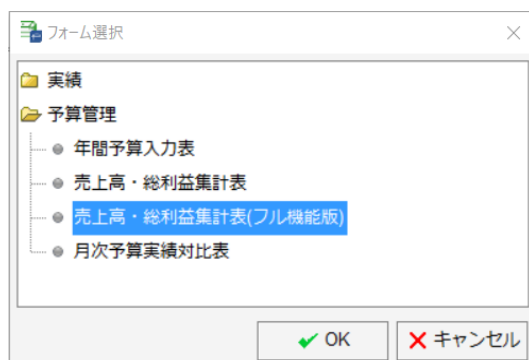 フォーム選択
実績
予算管理
年間予算入力表
売上高・総利益集計表
売上高・総利益集計表(フル機能版)
月次予算実績対比表
OK
キャンセル